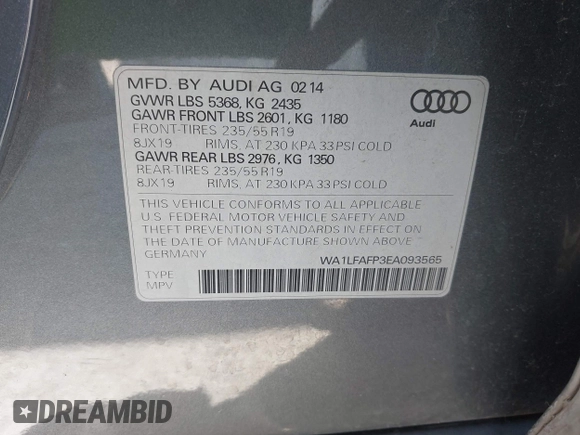 MFD. BY AUDI AG 02 14
GVWR LBS 5368, KG 2435
GAWR FRONT LBS 2601, KG 1180
FRONT-TIRES 235/55 R19
8JX19 RIMS, AT 230 KPA 33 PSI COLD
GAWR REAR LBS 2976, KG 1350
REAR-TIRES 235/55 R19
8JX19 RIMS, AT 230 KPA 33 PSI COLD
Audi
THIS VEHICLE CONFORMS TO ALL APPLICABLE
U.S. FEDERAL MOTOR VEHICLE SAFETY AND
THEFT PREVENTION STANDARDS IN EFFECT ON
THE DATE OF MANUFACTURE SHOWN ABOVE.
GERMANY
WA1LFAFP3EA093565
TYPE
MPV
DREAMBID